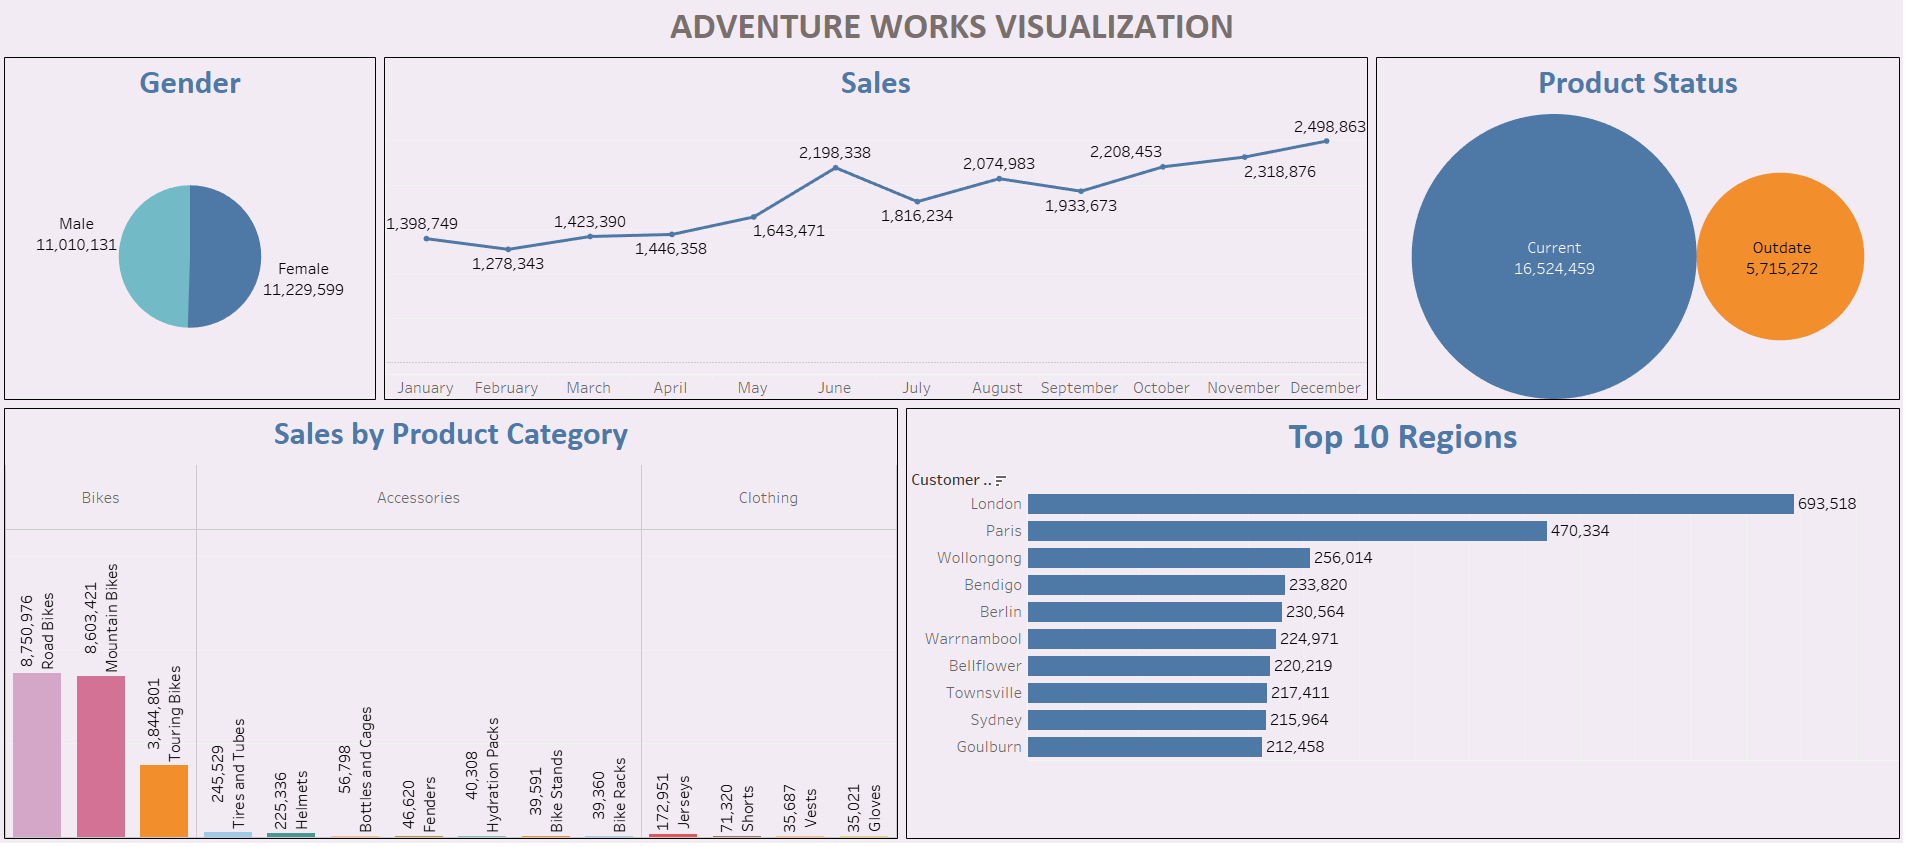 ADVENTURE WORKS VISUALIZATION
Gender
Male
11,010,131
Female
11,229,599
Sales
1,398,749
1,278,343
1,423,390
1,446,358
1,643,471
2,198,338
1,816,234
2,074,983
1,933,673
2,208,453
2,318,876
2,498,863
January February March April May June July August September October November December
Product Status
Current
16,524,459
Outdate
5,715,272
Sales by Product Category
Bikes Accessories Clothing
8,750,976
Road Bikes
8,603,421
Mountain Bikes
3,844,801
Touring Bikes
245,529
Tires and Tubes
225,336
Helmets
56,798
Bottles and Cages
46,620
Fenders
40,308
Hydration Packs
39,591
Bike Stands
39,360
Bike Racks
172,951
Jerseys
71,320
Shorts
35,687
Vests
35,021
Gloves
Top 10 Regions
Customer ..
London 693,518
Paris 470,334
Wollongong 256,014
Bendigo 233,820
Berlin 230,564
Warrnambool 224,971
Bellflower 220,219
Townsville 217,411
Sydney 215,964
Goulburn 212,458